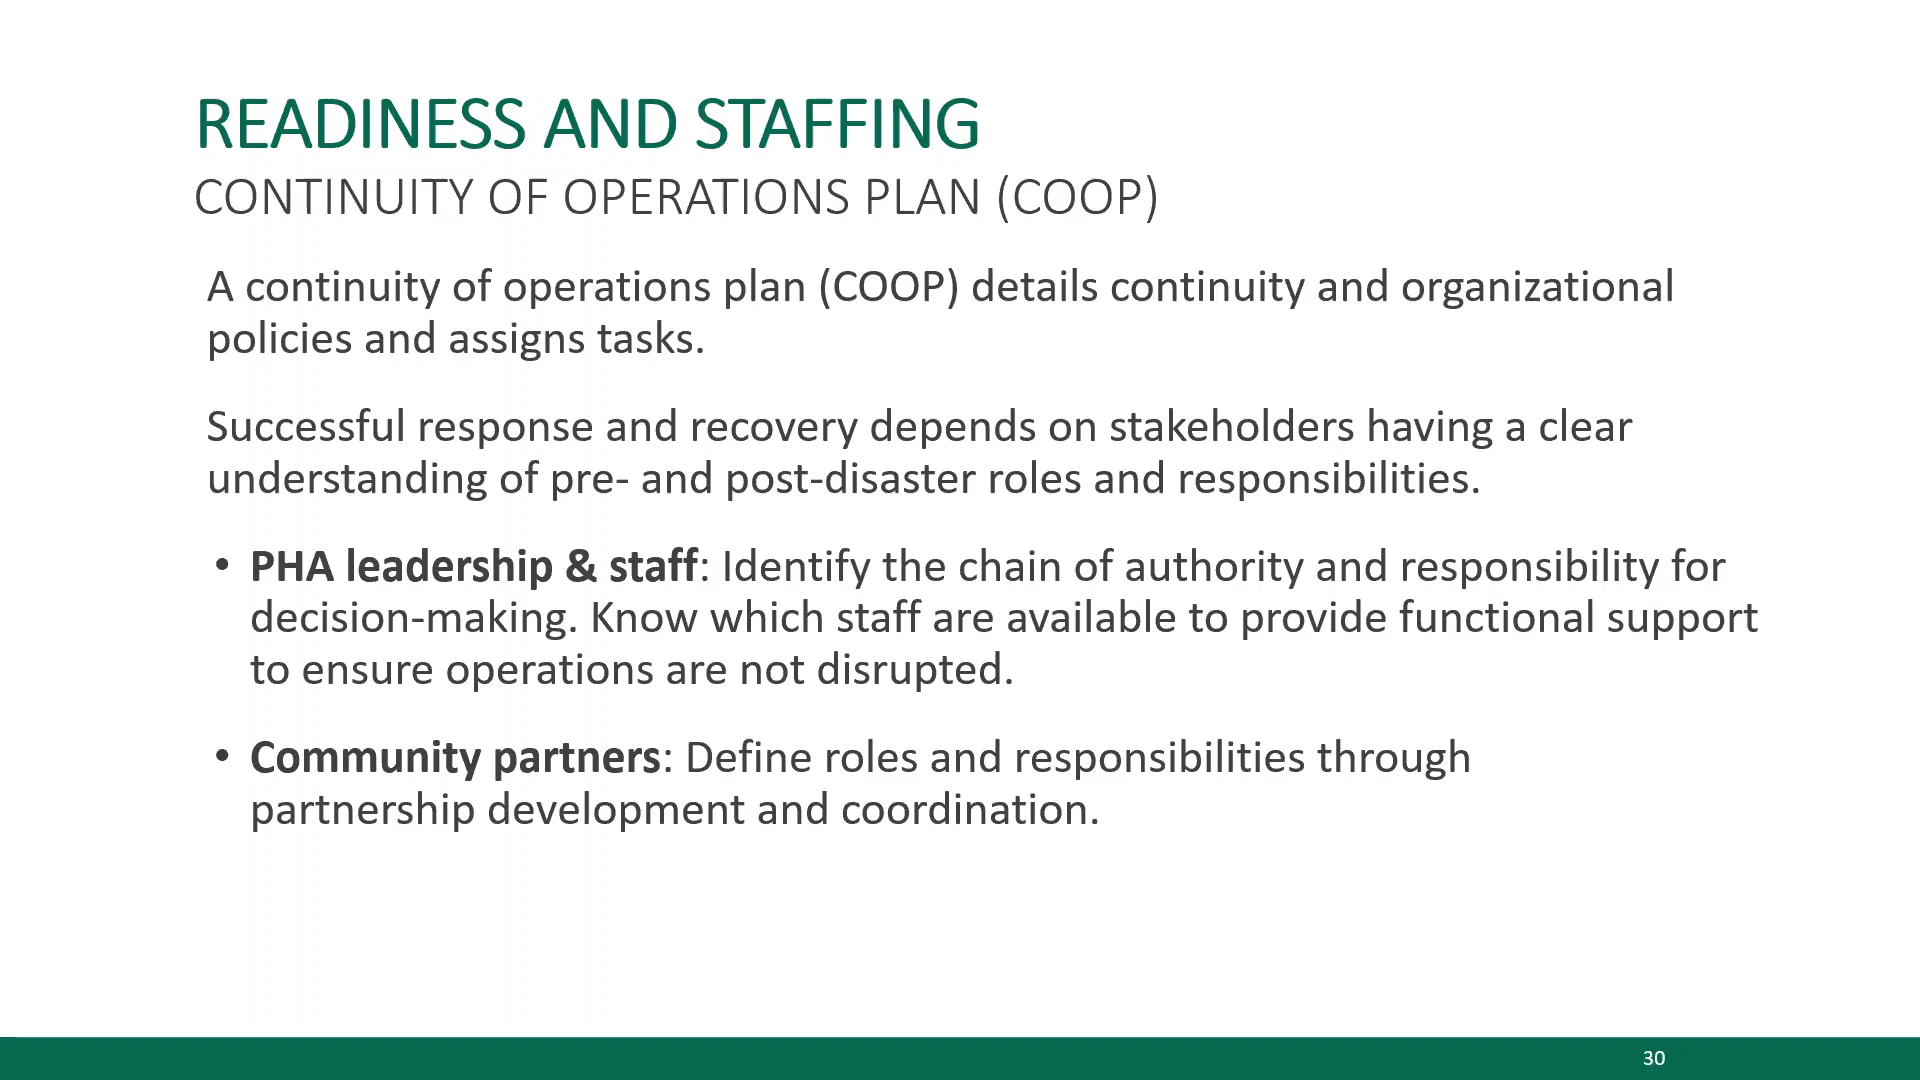 READINESS AND STAFFING
CONTINUITY OF OPERATIONS PLAN (COOP)
A continuity of operations plan (COOP) details continuity and organizational
policies and assigns tasks.
Successful response and recovery depends on stakeholders having a clear
understanding of pre- and post-disaster roles and responsibilities.
• PHA leadership & staff: Identify the chain of authority and responsibility for
decision-making. Know which staff are available to provide functional support
to ensure operations are not disrupted.
• Community partners: Define roles and responsibilities through
partnership development and coordination.
30